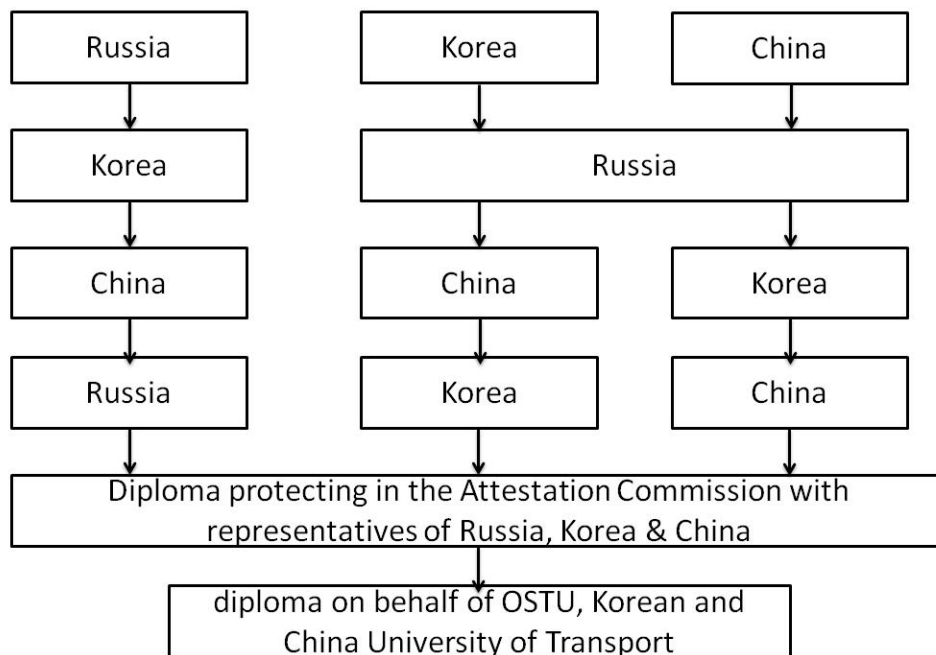 Russia
Korea
China
Korea
Russia
China
China
Korea
Russia
Korea
China
Diploma protecting in the Attestation Commission with
representatives of Russia, Korea & China
diploma on behalf of OSTU, Korean and
China University of Transport